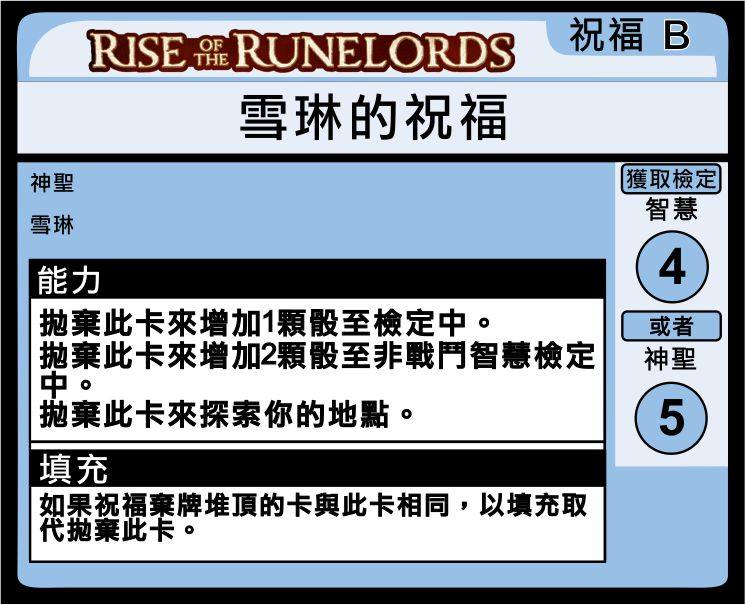 RISE OF THE RUNELORDS
祝福 B
雪琳的祝福
神聖
雪琳
獲取檢定
智慧
4
或者
神聖
5
能力
拋棄此卡來增加1顆骰至檢定中。
拋棄此卡來增加2顆骰至非戰鬥智慧檢定
中。
拋棄此卡來探索你的地點。
填充
如果祝福棄牌堆頂的卡與此卡相同，以填充取
代拋棄此卡。